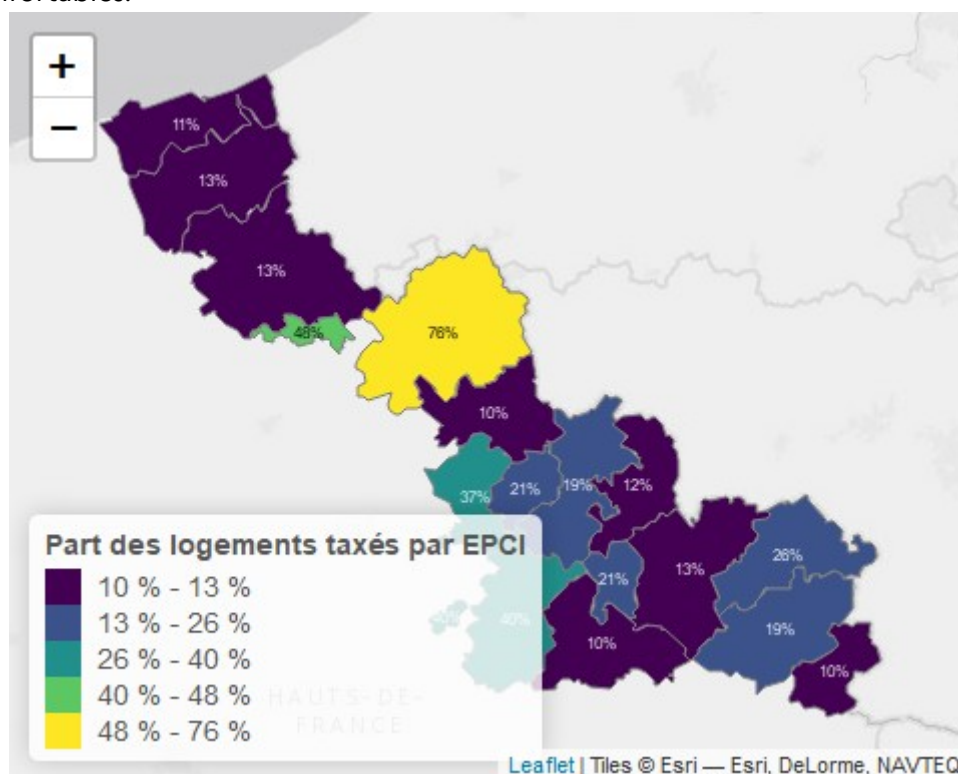 +
−
11%
13%
13%
48%
76%
10%
37%
21%
19%
12%
13%
26%
21%
40%
10%
19%
10%
Part des logements taxés par EPCI
10 % - 13 %
13 % - 26 %
26 % - 40 %
40 % - 48 %
48 % - 76 %
HAUTS-DE-
FRANCE
Leaflet | Tiles © Esri — Esri, DeLorme, NAVTEQ